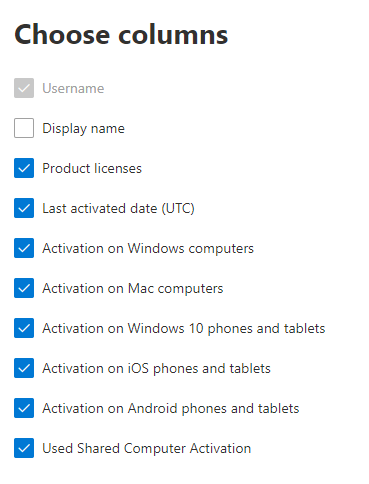 Choose columns
Username
Display name
Product licenses
Last activated date (UTC)
Activation on Windows computers
Activation on Mac computers
Activation on Windows 10 phones and tablets
Activation on iOS phones and tablets
Activation on Android phones and tablets
Used Shared Computer Activation